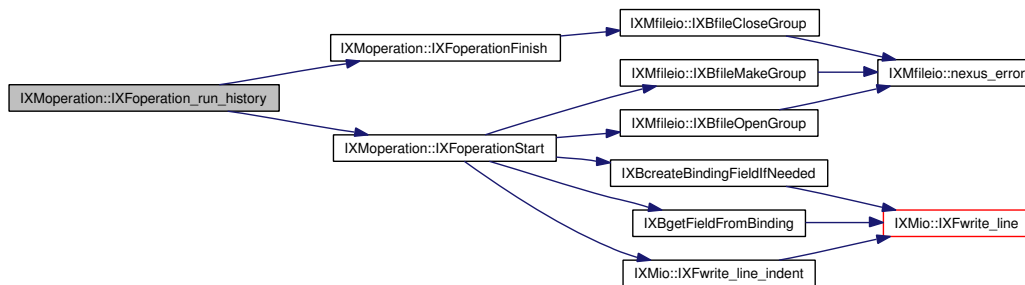 IXMoperation::IXFoperation_run_history
IXMoperation::IXFoperationFinish
IXMoperation::IXFoperationStart
IXMfileio::IXBfileCloseGroup
IXMfileio::IXBfileMakeGroup
IXMfileio::IXBfileOpenGroup
IXBcreateBindingFieldIfNeeded
IXBgetFieldFromBinding
IXMio::IXFwrite_line_indent
IXMfileio::nexus_error
IXMio::IXFwrite_line